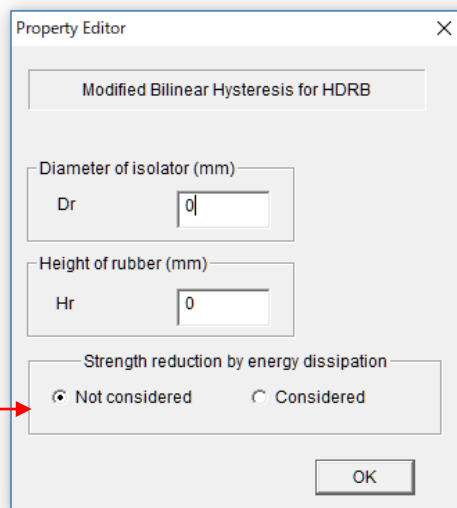 Property Editor
Modified Bilinear Hysteresis for HDRB
Diameter of isolator (mm)
Dr 0
Height of rubber (mm)
Hr 0
Strength reduction by energy dissipation
Not considered Considered
OK